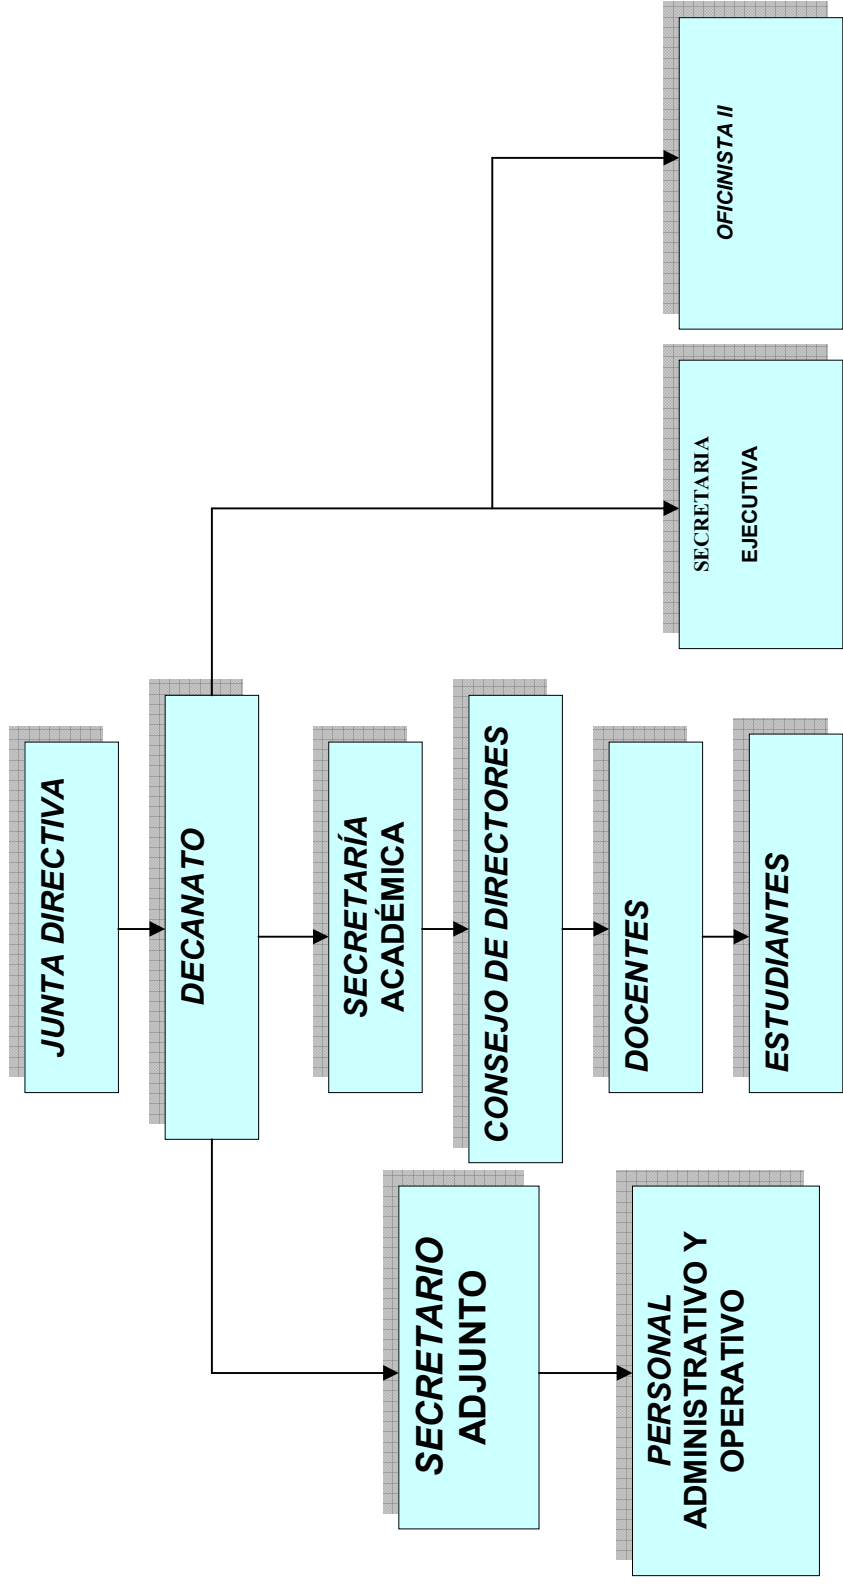 JUNTA DIRECTIVA
DECANATO
SECRETARÍA
ACADÉMICA
CONSEJO DE DIRECTORES
DOCENTES
ESTUDIANTES
SECRETARIO
ADJUNTO
PERSONAL
ADMINISTRATIVO Y
OPERATIVO
SECRETARIA
EJECUTIVA
OFICINISTA II